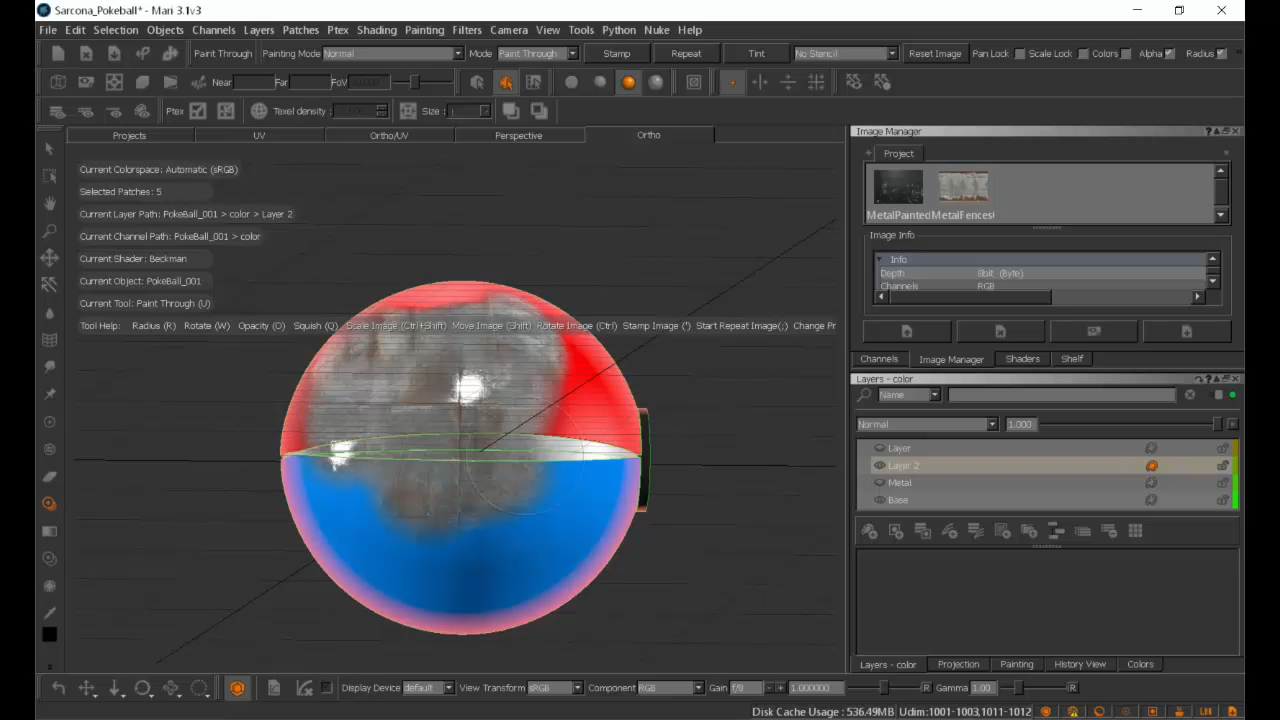 Sarcona_Pokeball* - Mari 3.1v3
File Edit Selection Objects Channels Layers Patches Ptex Shading Painting Filters Camera View Tools Python Nuke Help
Paint Through Painting Mode Normal Mode Paint Through Stamp Repeat Tint No Stencil Reset Image Pan Lock Scale Lock Colors Alpha Radius
Near Far FoV
Ptex Texel density Size :
Projects UV Ortho/UV Perspective Ortho
Current Colorspace: Automatic (sRGB)
Selected Patches: 5
Current Layer Path: PokeBall_001 > color > Layer 2
Current Channel Path: PokeBall_001 > color
Current Shader: Beckman
Current Object: PokeBall_001
Current Tool: Paint Through (U)
Tool Help: Radius (R) Rotate (W) Opacity (O) Squish (Q) Scale Image (Ctrl+Shift) Move Image (Shift) Rotate Image (Ctrl) Stamp Image (') Start Repeat Image(;) Change Pr
Image Manager
Project
MetalPainted MetalFences
Image Info
Info
Depth 8bit (Byte)
Channels RGB
Channels Image Manager Shaders Shelf
Layers - color
Name
Normal 1.000
Layer
Layer 2
Metal
Base
Layers - color Projection Painting History View Colors
Display Device default View Transform sRGB Component RGB Gain f/8 1.000000 R Gamma 1.00 R
Disk Cache Usage : 536.49MB Udim:1001-1003,1011-1012